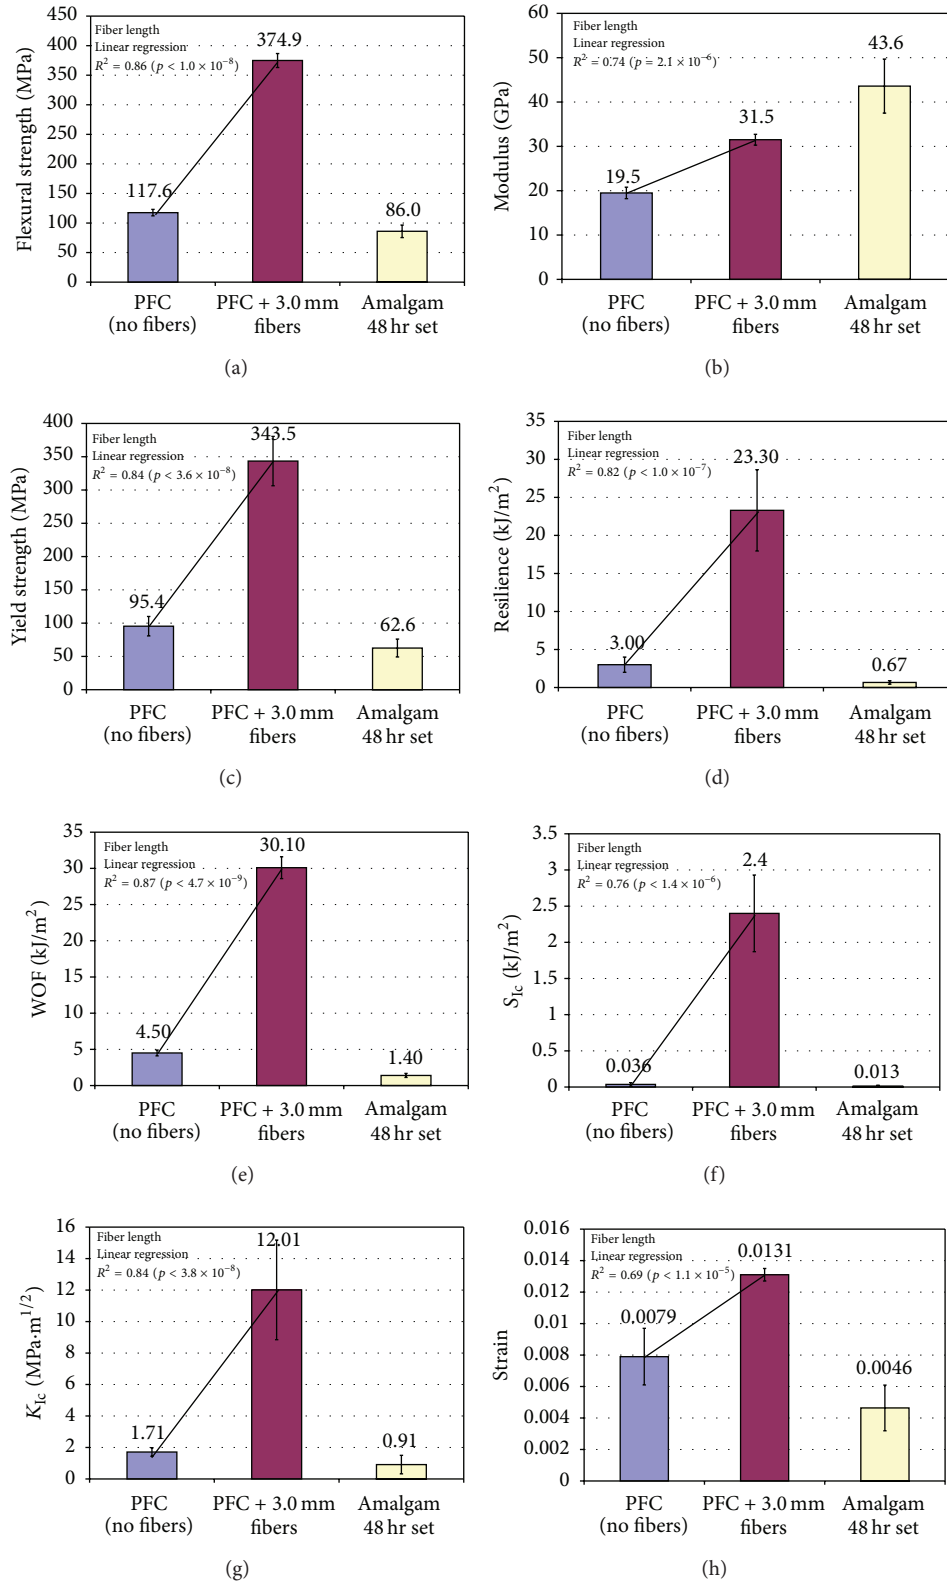 Flexural strength (MPa)
450
400
350
300
250
200
150
100
50
0
Fiber length
Linear regression
R² = 0.86 (p < 1.0 × 10⁻⁸)
117.6
374.9
86.0
PFC
(no fibers)
PFC + 3.0 mm
fibers
Amalgam
48 hr set
(a)
Modulus (GPa)
60
50
40
30
20
10
0
Fiber length
Linear regression
R² = 0.74 (p = 2.1 × 10⁻⁶)
19.5
31.5
43.6
PFC
(no fibers)
PFC + 3.0 mm
fibers
Amalgam
48 hr set
(b)
Yield strength (MPa)
400
350
300
250
200
150
100
50
0
Fiber length
Linear regression
R² = 0.84 (p < 3.6 × 10⁻⁸)
95.4
343.5
62.6
PFC
(no fibers)
PFC + 3.0 mm
fibers
Amalgam
48 hr set
(c)
Resilience (kJ/m²)
35
30
25
20
15
10
5
0
Fiber length
Linear regression
R² = 0.82 (p < 1.0 × 10⁻⁷)
3.00
23.30
0.67
PFC
(no fibers)
PFC + 3.0 mm
fibers
Amalgam
48 hr set
(d)
WOF (kJ/m²)
35
30
25
20
15
10
5
0
Fiber length
Linear regression
R² = 0.87 (p < 4.7 × 10⁻⁹)
4.50
30.10
1.40
PFC
(no fibers)
PFC + 3.0 mm
fibers
Amalgam
48 hr set
(e)
S_Ic (kJ/m²)
3.5
3
2.5
2
1.5
1
0.5
0
Fiber length
Linear regression
R² = 0.76 (p < 1.4 × 10⁻⁶)
0.036
2.4
0.013
PFC
(no fibers)
PFC + 3.0 mm
fibers
Amalgam
48 hr set
(f)
K_Ic (MPa·m^1/2)
16
14
12
10
8
6
4
2
0
Fiber length
Linear regression
R² = 0.84 (p < 3.8 × 10⁻⁸)
1.71
12.01
0.91
PFC
(no fibers)
PFC + 3.0 mm
fibers
Amalgam
48 hr set
(g)
Strain
0.016
0.014
0.012
0.01
0.008
0.006
0.004
0.002
0
Fiber length
Linear regression
R² = 0.69 (p < 1.1 × 10⁻⁵)
0.0079
0.0131
0.0046
PFC
(no fibers)
PFC + 3.0 mm
fibers
Amalgam
48 hr set
(h)